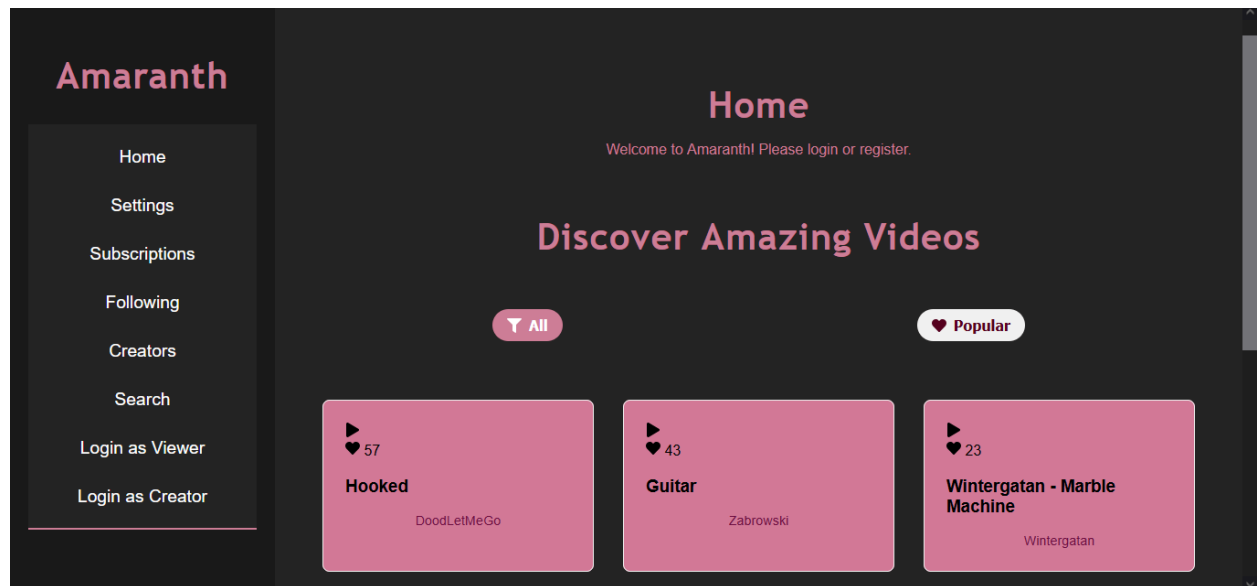 Amaranth
Home
Settings
Subscriptions
Following
Creators
Search
Login as Viewer
Login as Creator
Home
Welcome to Amaranth! Please login or register.
Discover Amazing Videos
All
Popular
57
Hooked
DoodLetMeGo
43
Guitar
Zabrowski
23
Wintergatan - Marble
Machine
Wintergatan